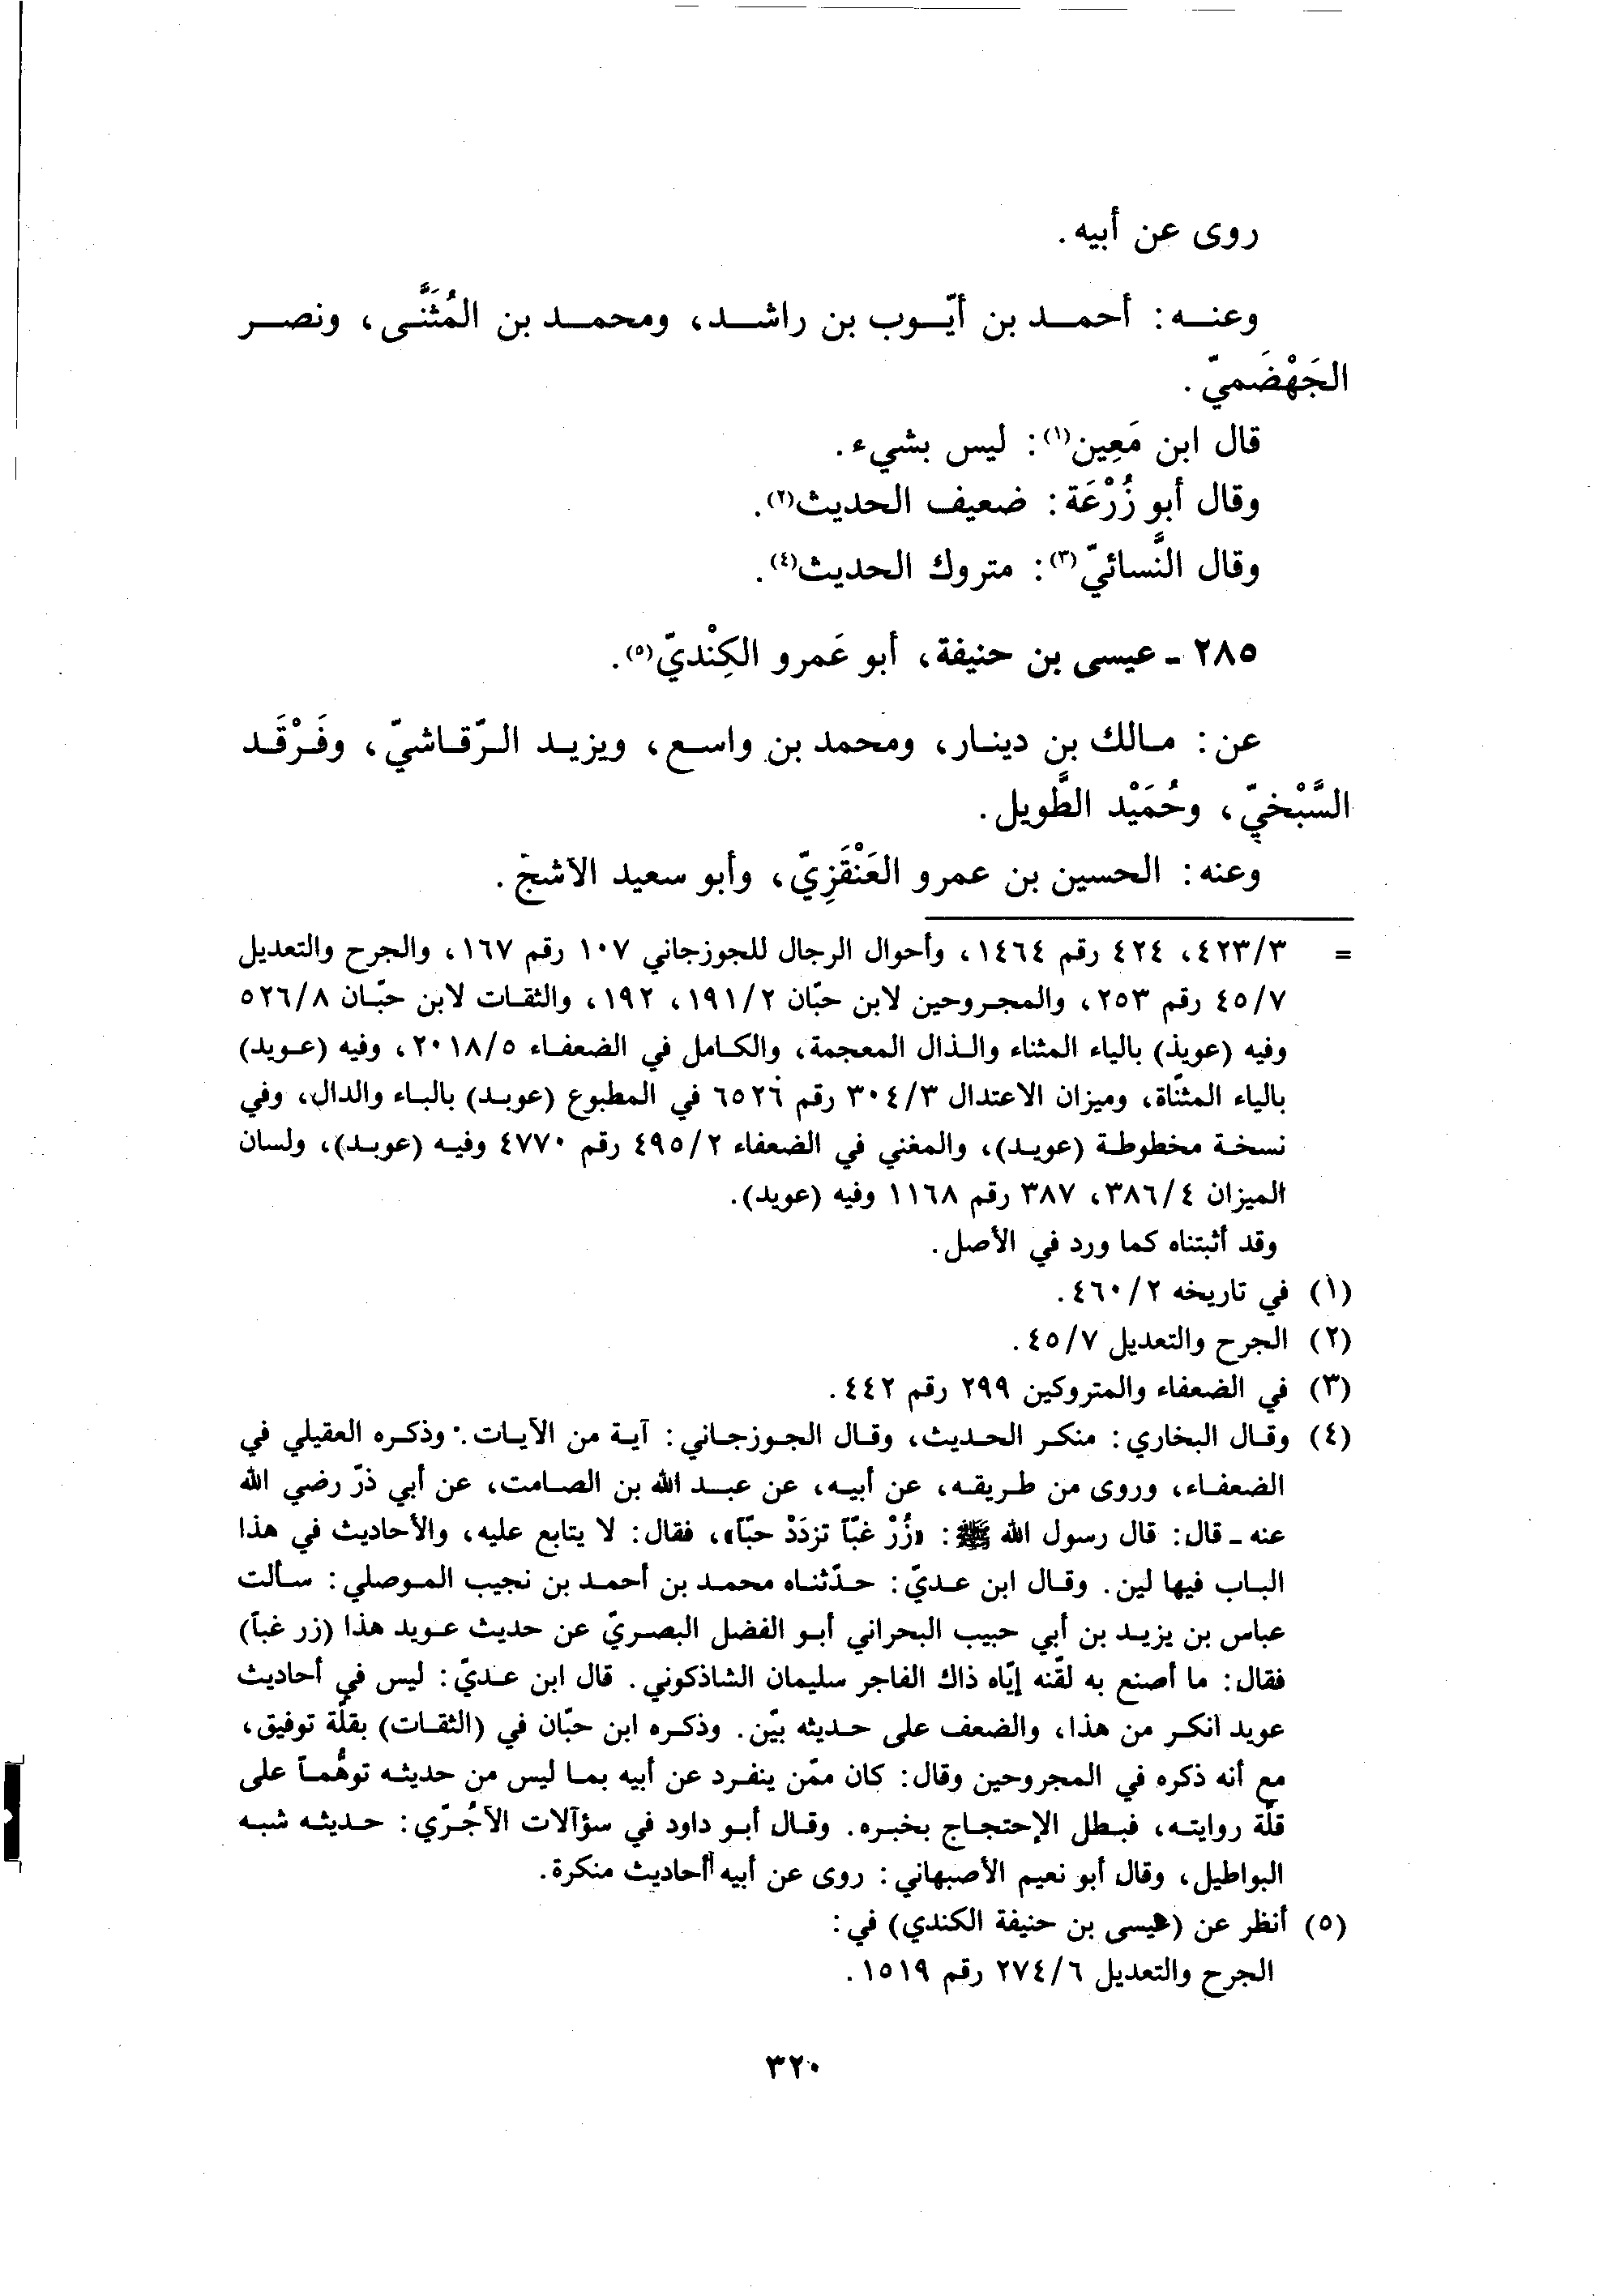 روى عن أبيه.
وعنه: أحمد بن أيّوب بن راشد، ومحمد بن المُثَنَّى، ونصر
الجَهْضَميّ.
قال ابن مَعِين(١): ليس بشيء.
وقال أبو زُرْعَة: ضعيف الحديث(٢).
وقال النَّسائيّ(٣): متروك الحديث(٤).
٢٨٥ - عيسى بن حنيفة، أبو عَمرو الكِنْديّ(٥).
عن: مالك بن دينار، ومحمد بن واسع، ويزيد الرّقاشيّ، وفَرْقَد
السَّبْخيّ، وحُمَيْد الطَّويل.
وعنه: الحسين بن عمرو العَنْقَزِيّ، وأبو سعيد الأشجّ.
= ٤٢٣/٣، ٤٢٤ رقم ١٤٦٤، وأحوال الرجال للجوزجاني ١٠٧ رقم ١٦٧، والجرح والتعديل
٤٥/٧ رقم ٢٥٣، والمجروحين لابن حبّان ١٩١/٢، ١٩٢، والثقات لابن حبّان ٥٢٦/٨
وفيه (عويذ) بالياء المثناء والذال المعجمة، والكامل في الضعفاء ٢٠١٨/٥، وفيه (عويد)
بالياء المثنّاة، وميزان الاعتدال ٣٠٤/٣ رقم ٦٥٢٦ في المطبوع (عوبد) بالباء والدال، وفي
نسخة مخطوطة (عويد)، والمغني في الضعفاء ٤٩٥/٢ رقم ٤٧٧٠ وفيه (عوبد)، ولسان
الميزان ٣٨٦/٤، ٣٨٧ رقم ١١٦٨ وفيه (عويد).
وقد أثبتناه كما ورد في الأصل.
(١) في تاريخه ٤٦٠/٢.
(٢) الجرح والتعديل ٤٥/٧.
(٣) في الضعفاء والمتروكين ٢٩٩ رقم ٤٤٢.
(٤) وقال البخاري: منكر الحديث، وقال الجوزجاني: آية من الآيات. وذكره العقيلي في
الضعفاء، وروى من طريقه، عن أبيه، عن عبد الله بن الصامت، عن أبي ذرّ رضي الله
عنه - قال: قال رسول الله ﷺ: «زُرْ غبّاً تزدَدْ حبّاً»، فقال: لا يتابع عليه، والأحاديث في هذا
الباب فيها لين. وقال ابن عديّ: حدّثناه محمد بن أحمد بن نجيب الموصلي: سألت
عباس بن يزيد بن أبي حبيب البحراني أبو الفضل البصريّ عن حديث عويد هذا (زر غباً)
فقال: ما أصنع به لقّنه إيّاه ذاك الفاجر سليمان الشاذكوني. قال ابن عديّ: ليس في أحاديث
عويد أنكر من هذا، والضعف على حديثه بيّن. وذكره ابن حبّان في (الثقات) بقلّة توفيق،
مع أنه ذكره في المجروحين وقال: كان ممّن ينفرد عن أبيه بما ليس من حديثه توهُّماً على
قلّة روايته، فبطل الإحتجاج بخبره. وقال أبو داود في سؤآلات الآجُرّي: حديثه شبه
البواطيل، وقال أبو نعيم الأصبهاني: روى عن أبيه أحاديث منكرة.
(٥) أنظر عن (عيسى بن حنيفة الكندي) في:
الجرح والتعديل ٢٧٤/٦ رقم ١٥١٩.
٣٢٠